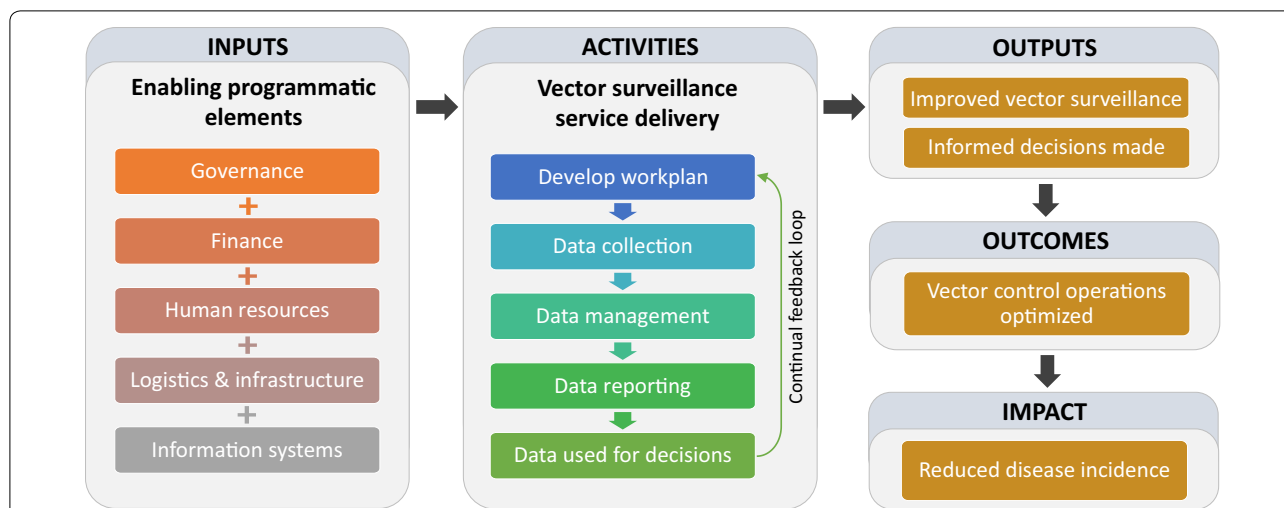 INPUTS
Enabling programmatic
elements
Governance
+
Finance
+
Human resources
+
Logistics & infrastructure
+
Information systems
ACTIVITIES
Vector surveillance
service delivery
Develop workplan
Data collection
Data management
Data reporting
Data used for decisions
Continual feedback loop
OUTPUTS
Improved vector surveillance
Informed decisions made
OUTCOMES
Vector control operations
optimized
IMPACT
Reduced disease incidence